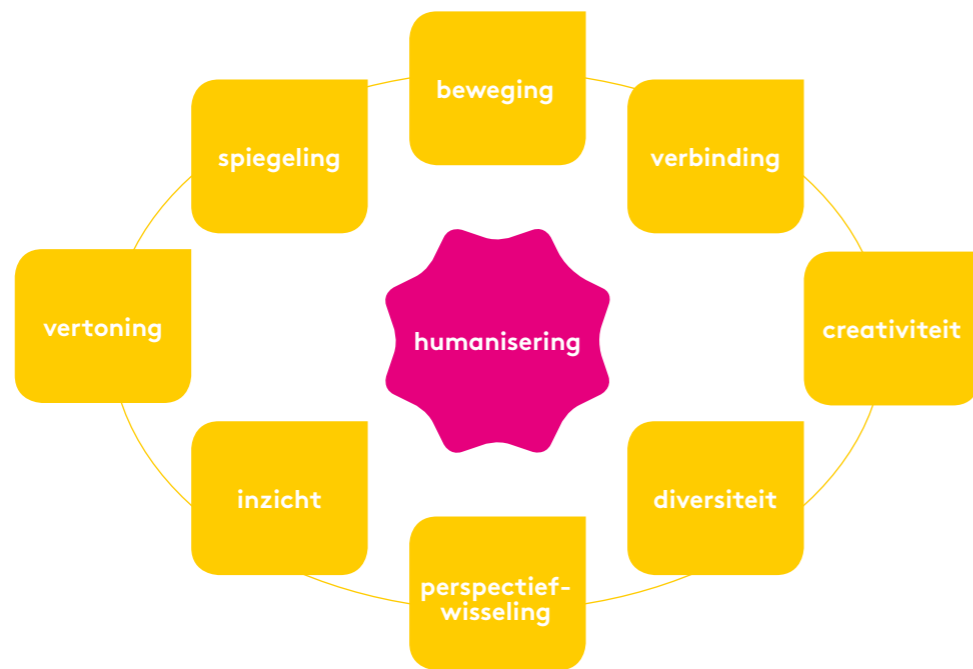 beweging
spiegeling
verbinding
vertoning
humanisering
creativiteit
inzicht
diversiteit
perspectief-
wisseling